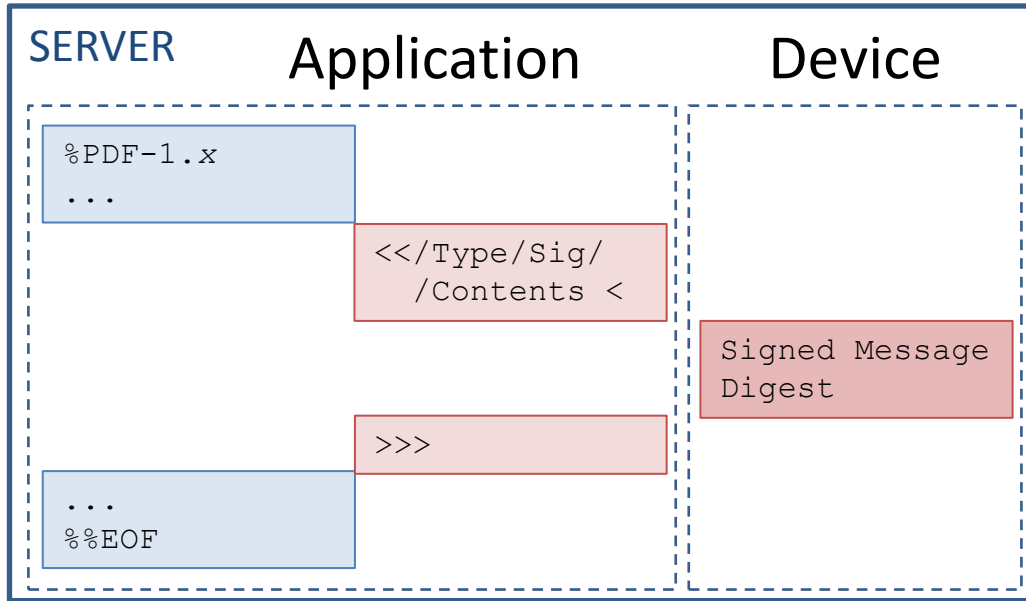 SERVER
Application
Device
%PDF-1.x
...
<</Type/Sig/
/Contents <
Signed Message
Digest
>>>
...
%%EOF